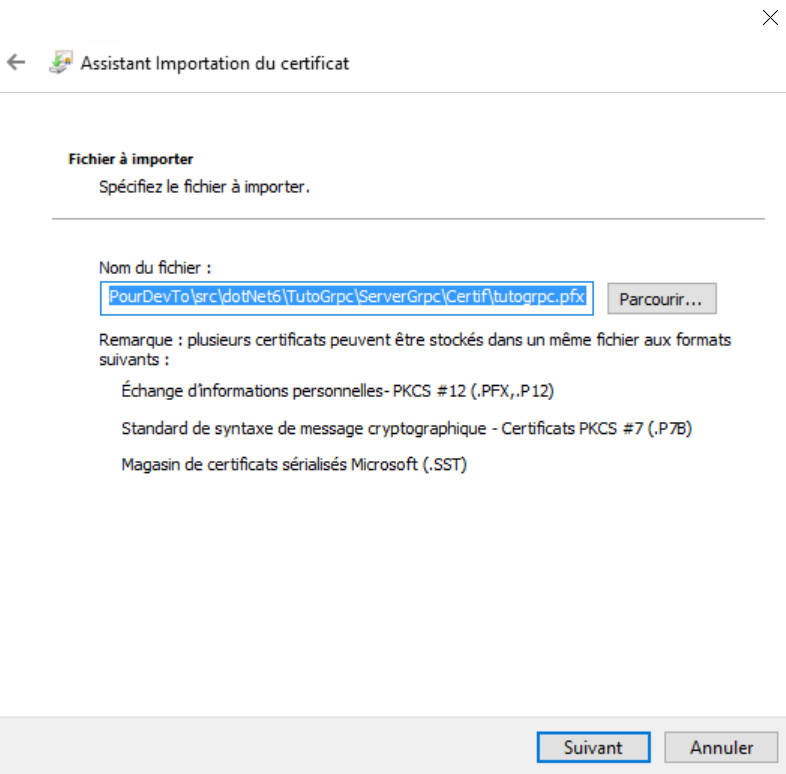 Assistant Importation du certificat
Fichier à importer
Spécifiez le fichier à importer.
Nom du fichier :
PourDevTo\src\dotNet6\TutoGrpc\ServerGrpc\Certif\tutogrpc.pfx
Parcourir...
Remarque : plusieurs certificats peuvent être stockés dans un même fichier aux formats
suivants :
Échange d'informations personnelles- PKCS #12 (.PFX,.P12)
Standard de syntaxe de message cryptographique - Certificats PKCS #7 (.P7B)
Magasin de certificats sérialisés Microsoft (.SST)
Suivant
Annuler